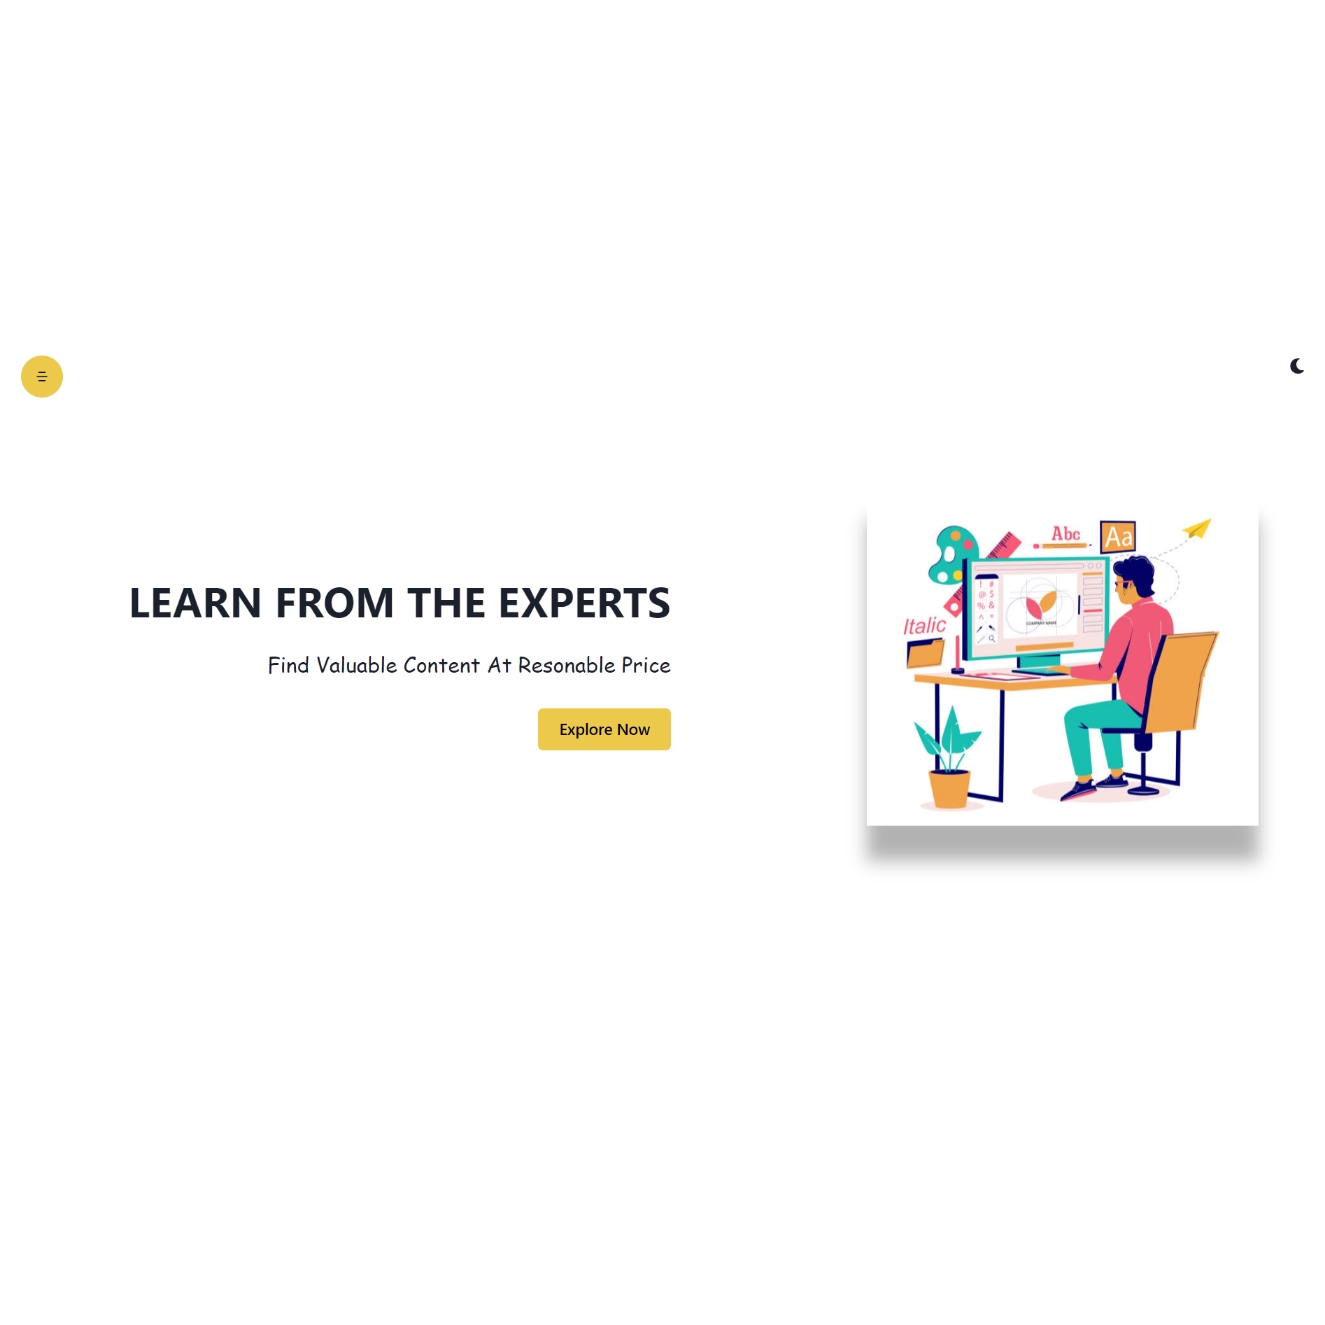 LEARN FROM THE EXPERTS
Find Valuable Content At Resonable Price
Explore Now
Abc
Aa
Italic
COMPANY NAME